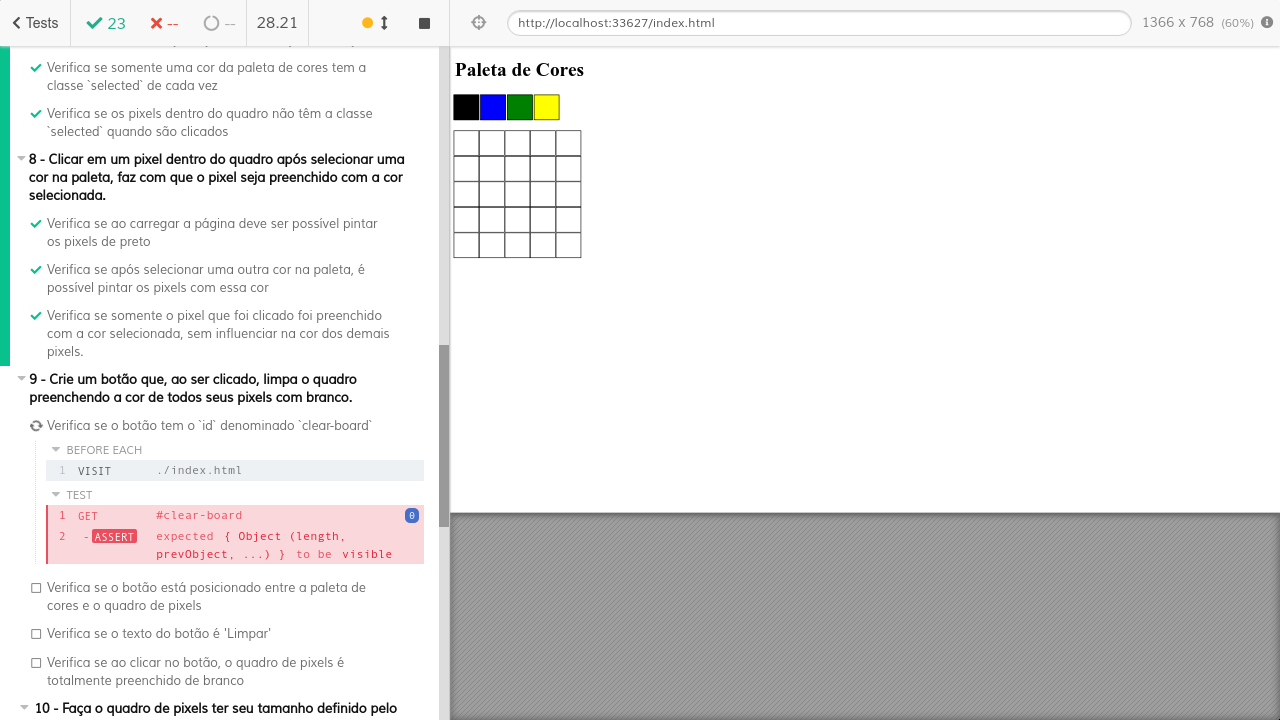 Tests
23
--
--
28.21
http://localhost:33627/index.html
1366 x 768 (60%)
Verifica se somente uma cor da paleta de cores tem a
classe `selected` de cada vez
Verifica se os pixels dentro do quadro não têm a classe
`selected` quando são clicados
8 - Clicar em um pixel dentro do quadro após selecionar uma
cor na paleta, faz com que o pixel seja preenchido com a cor
selecionada.
Verifica se ao carregar a página deve ser possível pintar
os pixels de preto
Verifica se após selecionar uma outra cor na paleta, é
possível pintar os pixels com essa cor
Verifica se somente o pixel que foi clicado foi preenchido
com a cor selecionada, sem influenciar na cor dos demais
pixels.
9 - Crie um botão que, ao ser clicado, limpa o quadro
preenchendo a cor de todos seus pixels com branco.
Verifica se o botão tem o `id` denominado `clear-board`
BEFORE EACH
1 VISIT ./index.html
TEST
1 GET #clear-board 0
2 -ASSERT expected { Object (length,
prevObject, ...) } to be visible
Verifica se o botão está posicionado entre a paleta de
cores e o quadro de pixels
Verifica se o texto do botão é 'Limpar'
Verifica se ao clicar no botão, o quadro de pixels é
totalmente preenchido de branco
10 - Faça o quadro de pixels ter seu tamanho definido pelo
Paleta de Cores